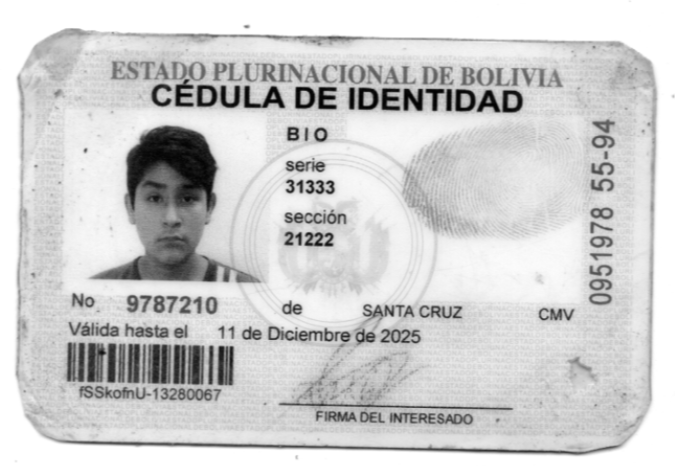 ESTADO PLURINACIONAL DE BOLIVIA
CÉDULA DE IDENTIDAD
BIO
serie
31333
sección
21222
0951978 55-94
No. 9787210 de SANTA CRUZ CMV
Válida hasta el 11 de Diciembre de 2025
fSSkofnU-13280067
FIRMA DEL INTERESADO